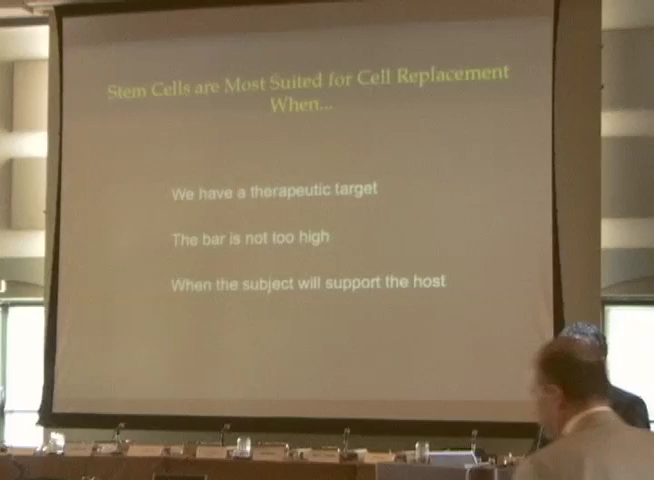 Stem Cells are Most Suited for Cell Replacement
When...
We have a therapeutic target
The bar is not too high
When the subject will support the host